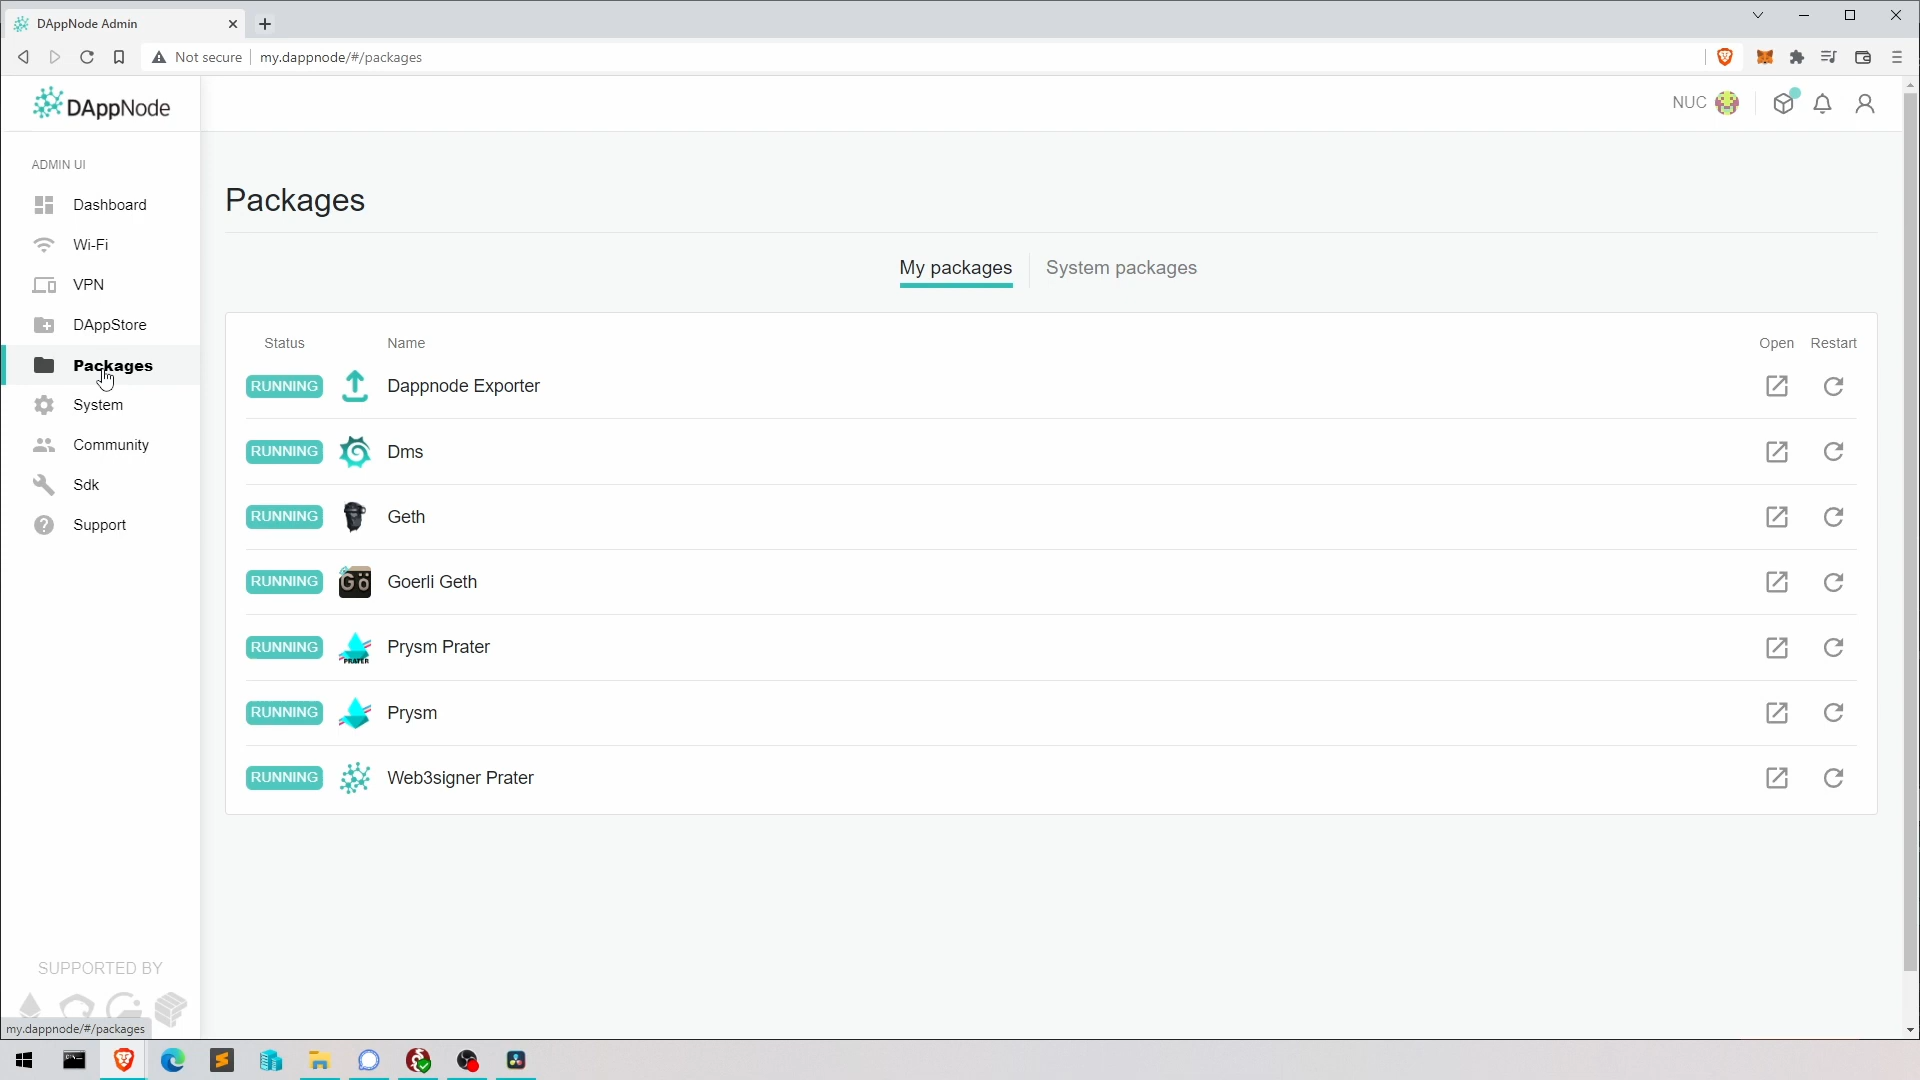 DAppNode Admin
Not secure
my.dappnode/#/packages
DAppNode
NUC
ADMIN UI
Dashboard
Wi-Fi
VPN
DAppStore
Packages
System
Community
Sdk
Support
SUPPORTED BY
my.dappnode/#/packages
Packages
My packages
System packages
Status
Name
Open
Restart
RUNNING
Dappnode Exporter
RUNNING
Dms
RUNNING
Geth
RUNNING
Gö
Goerli Geth
RUNNING
PRATER
Prysm Prater
RUNNING
Prysm
RUNNING
Web3signer Prater